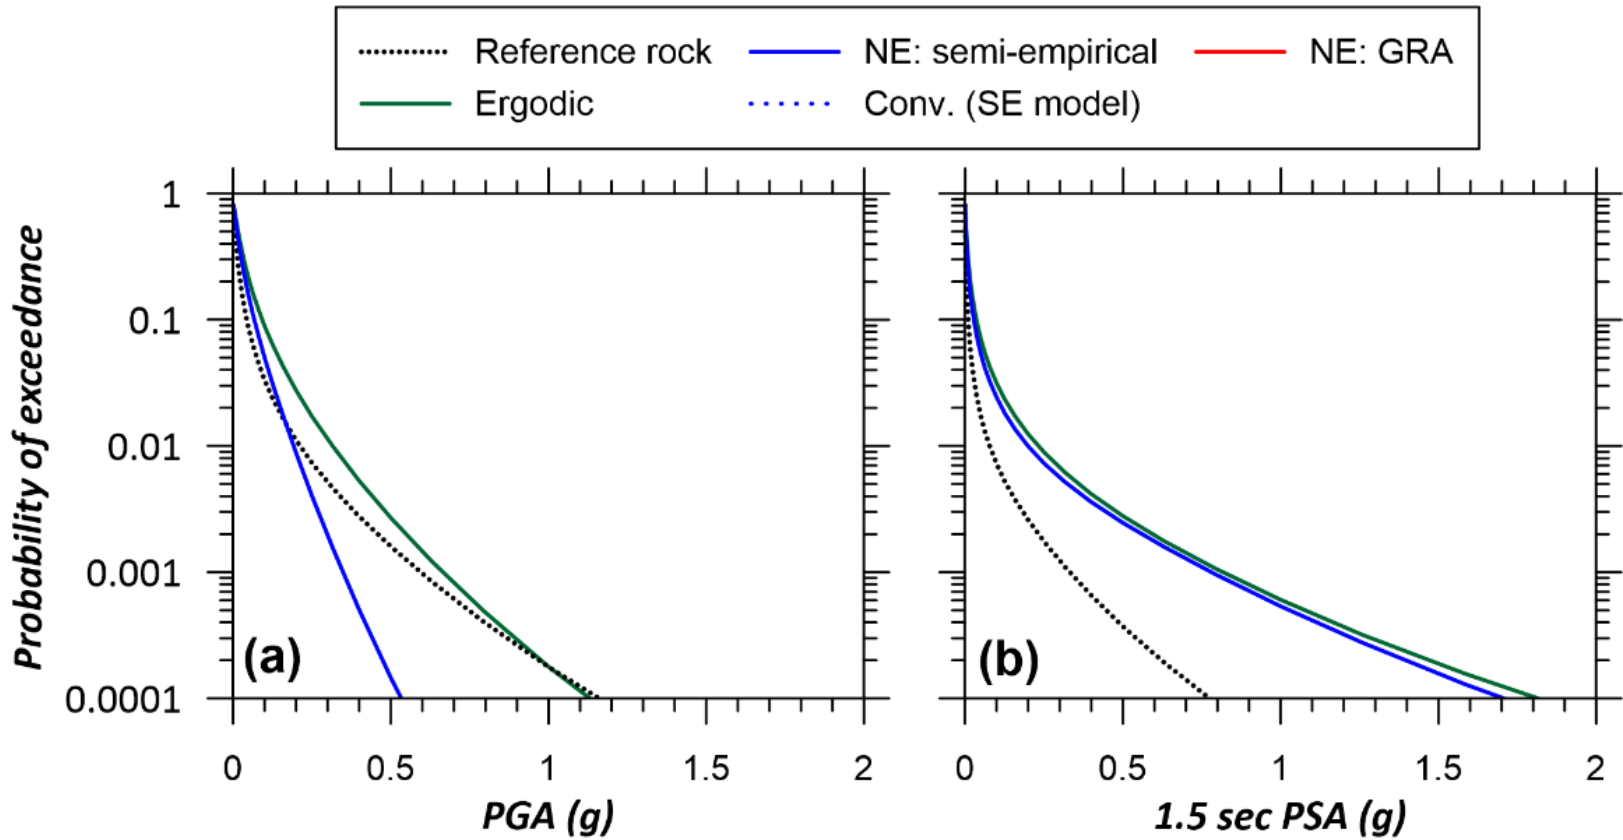 Reference rock NE: semi-empirical NE: GRA
Ergodic Conv. (SE model)
Probability of exceedance
1
0.1
0.01
0.001
0.0001
(a)
0 0.5 1 1.5 2
PGA (g)
(b)
0 0.5 1 1.5 2
1.5 sec PSA (g)